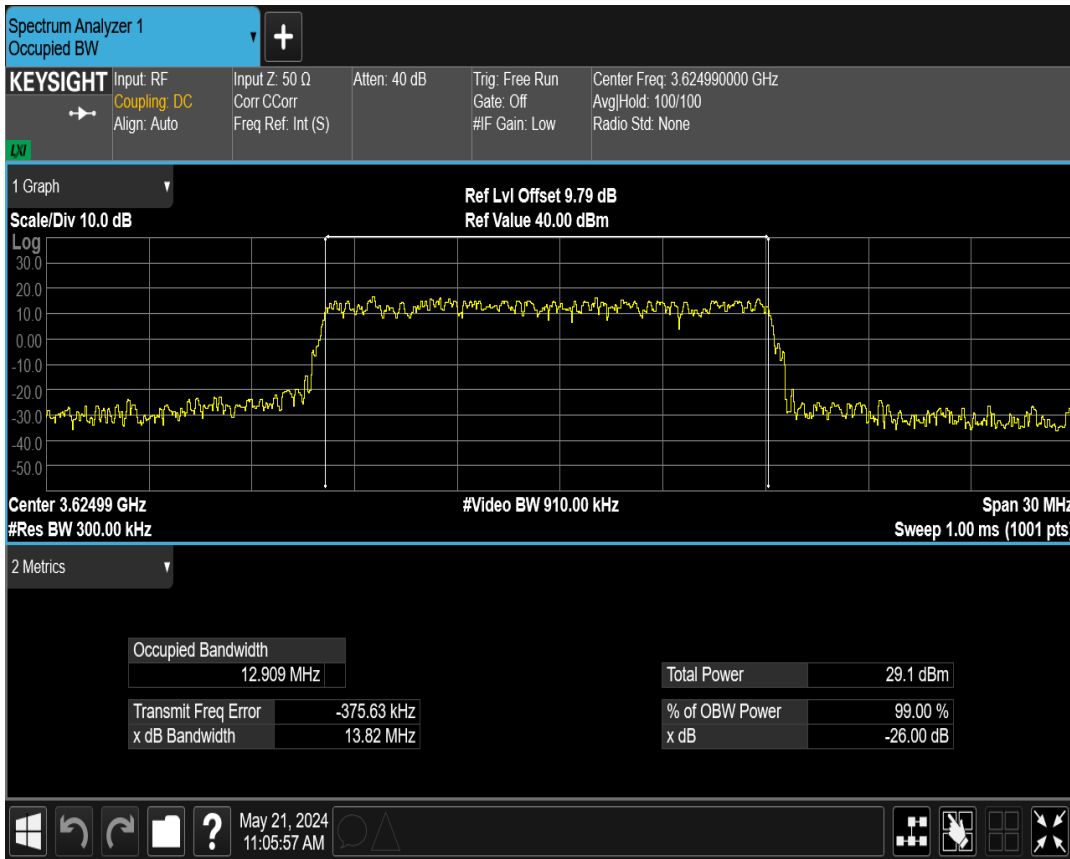 Spectrum Analyzer 1
Occupied BW
KEYSIGHT
LXI
Input: RF
Coupling: DC
Align: Auto
Input Z: 50 Ω
Corr CCorr
Freq Ref: Int (S)
Atten: 40 dB
Trig: Free Run
Gate: Off
#IF Gain: Low
Center Freq: 3.624990000 GHz
Avg|Hold: 100/100
Radio Std: None
1 Graph
Scale/Div 10.0 dB
Ref Lvl Offset 9.79 dB
Ref Value 40.00 dBm
Log
30.0
20.0
10.0
0.00
-10.0
-20.0
-30.0
-40.0
-50.0
Center 3.62499 GHz
#Video BW 910.00 kHz
Span 30 MHz
#Res BW 300.00 kHz
Sweep 1.00 ms (1001 pts)
2 Metrics
Occupied Bandwidth
12.909 MHz
Total Power 29.1 dBm
Transmit Freq Error -375.63 kHz
% of OBW Power 99.00 %
x dB Bandwidth 13.82 MHz
x dB -26.00 dB
?
May 21, 2024
11:05:57 AM